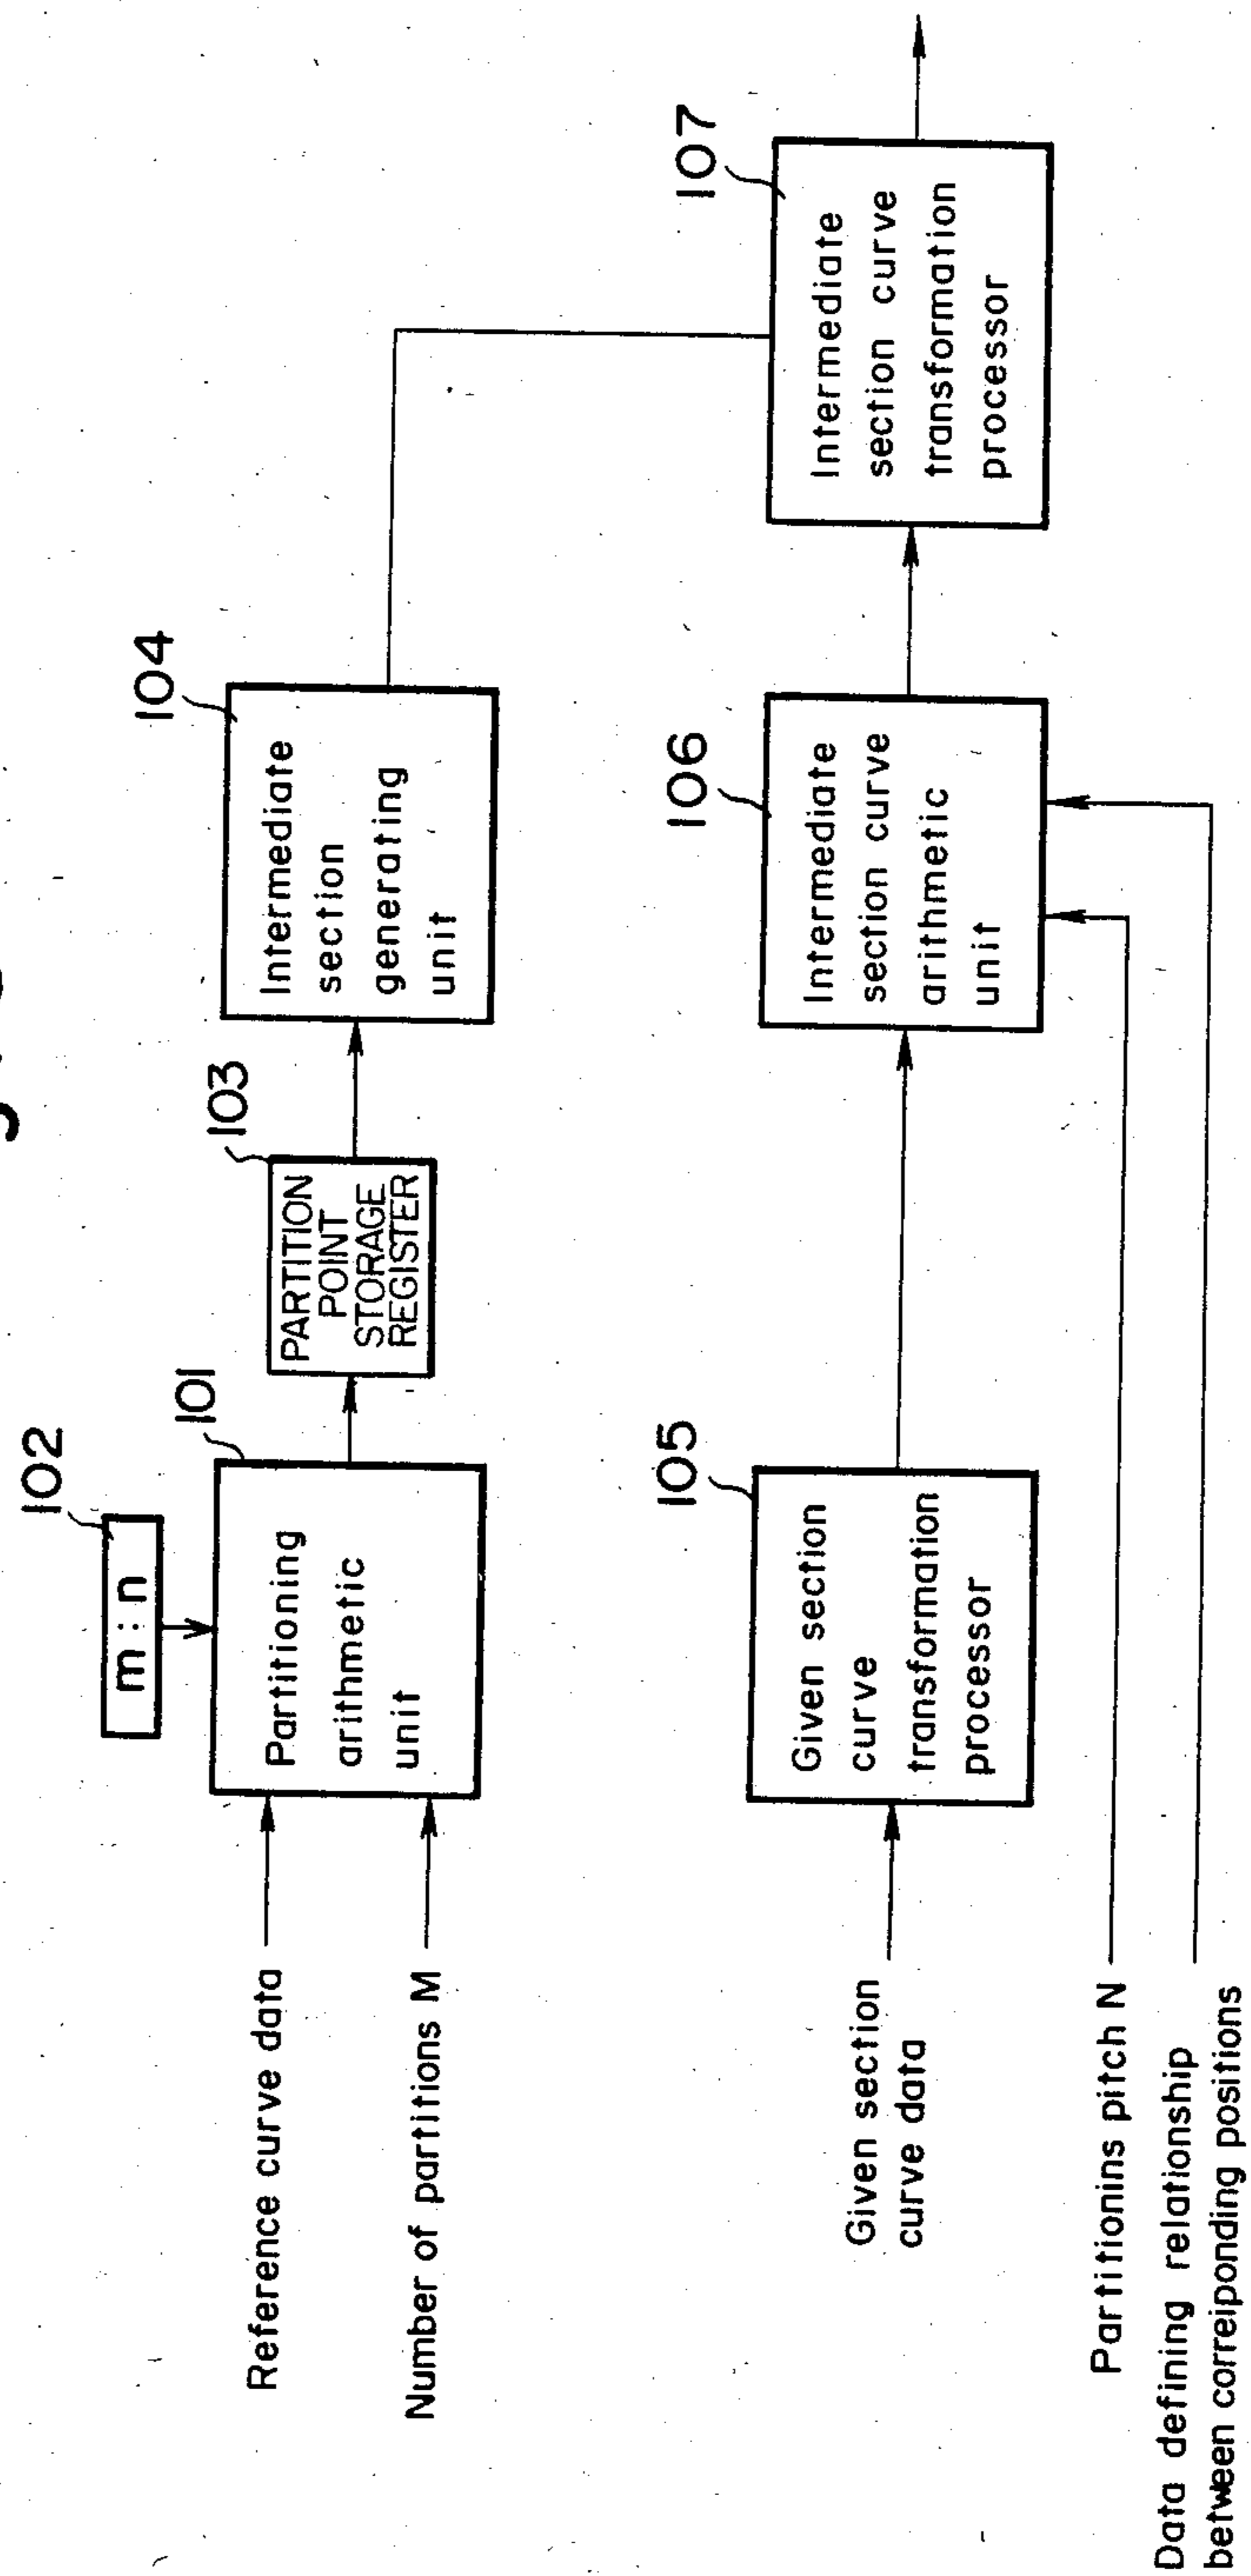 102
m : n
101
Partitioning
arithmetic
unit
103
PARTITION
POINT
STORAGE
REGISTER
104
Intermediate
section
generating
unit
Reference curve data
Number of partitions M
105
Given section
curve
transformation
processor
106
Intermediate
section curve
arithmetic
unit
107
Intermediate
section curve
transformation
processor
Given section
curve data
Partitionins pitch N
Data defining relationship
between correiponding positions